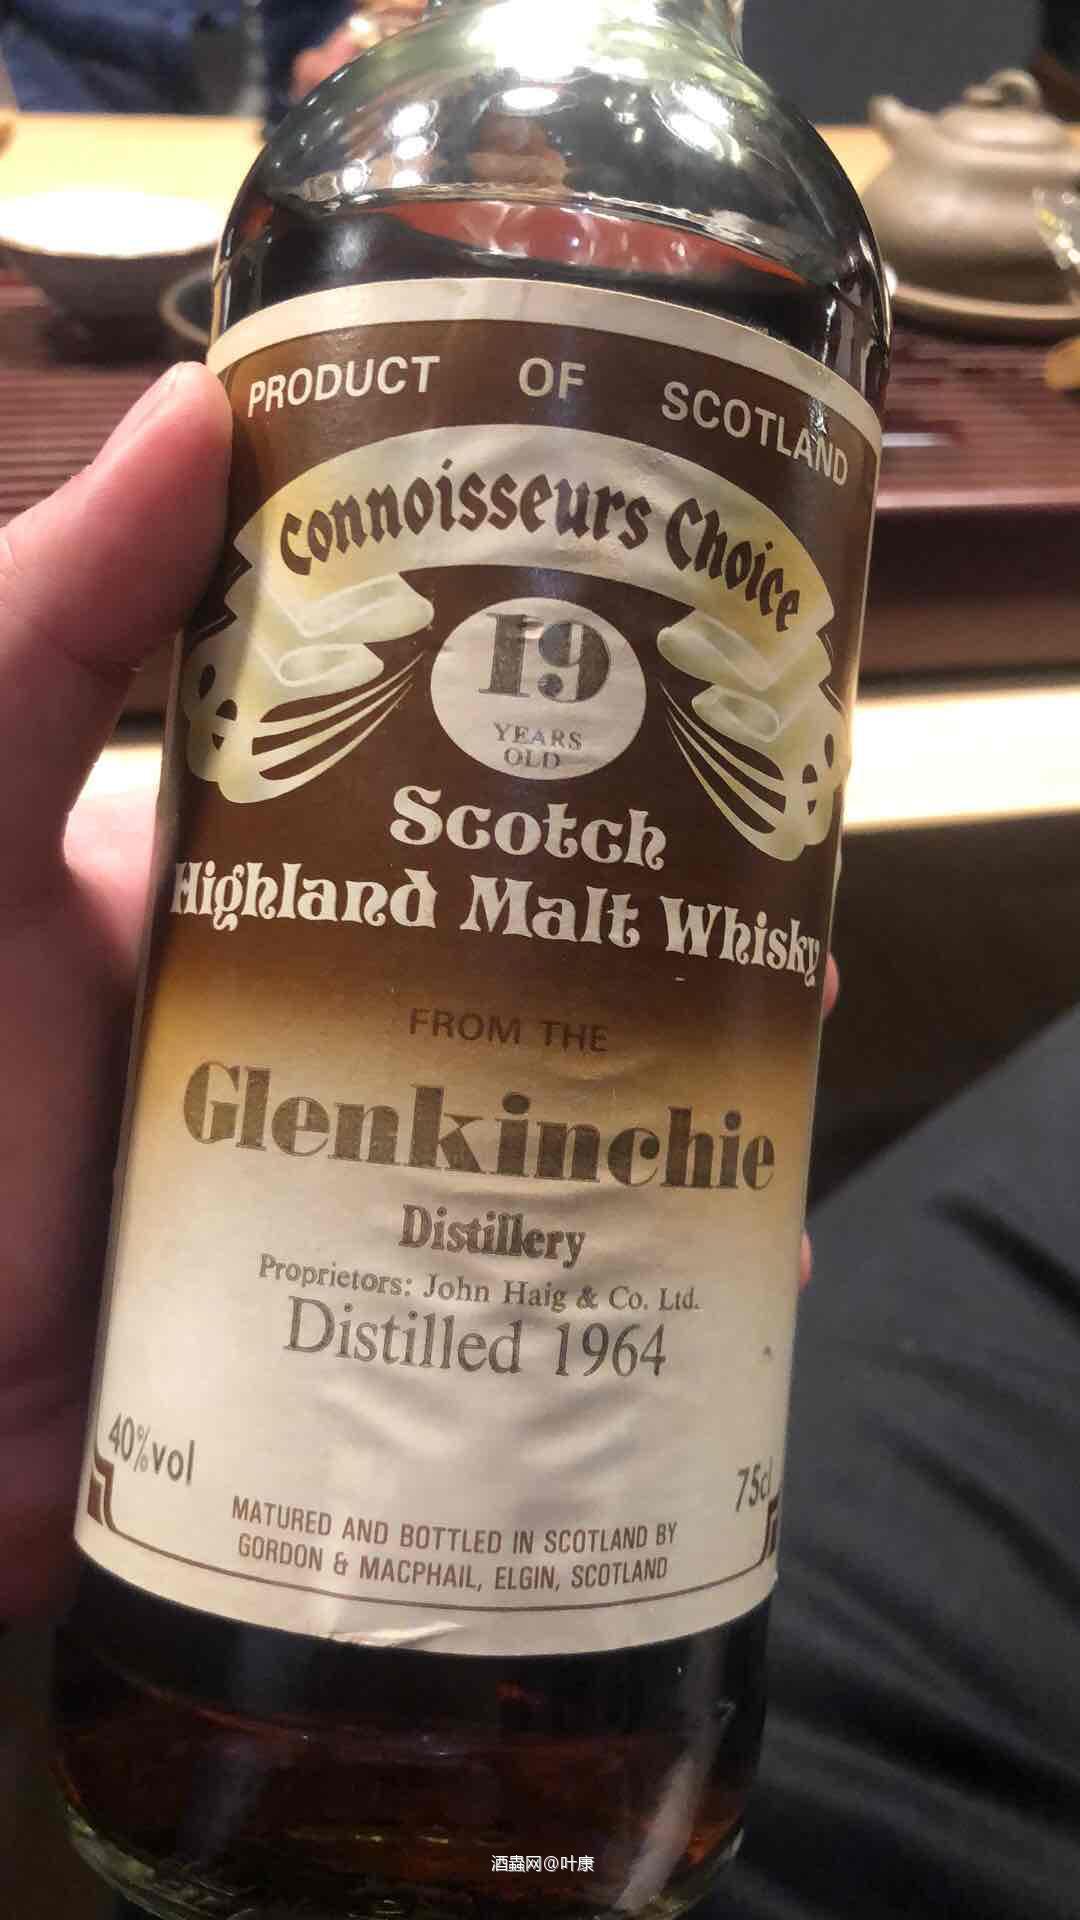 PRODUCT OF SCOTLAND
Connoisseurs Choice
19
YEARS
OLD
Scotch
Highland Malt Whisky
FROM THE
Glenkinchie
Distillery
Proprietors: John Haig & Co. Ltd.
Distilled 1964
40%vol
75cl
MATURED AND BOTTLED IN SCOTLAND BY
GORDON & MACPHAIL, ELGIN, SCOTLAND
酒蟲网@叶康